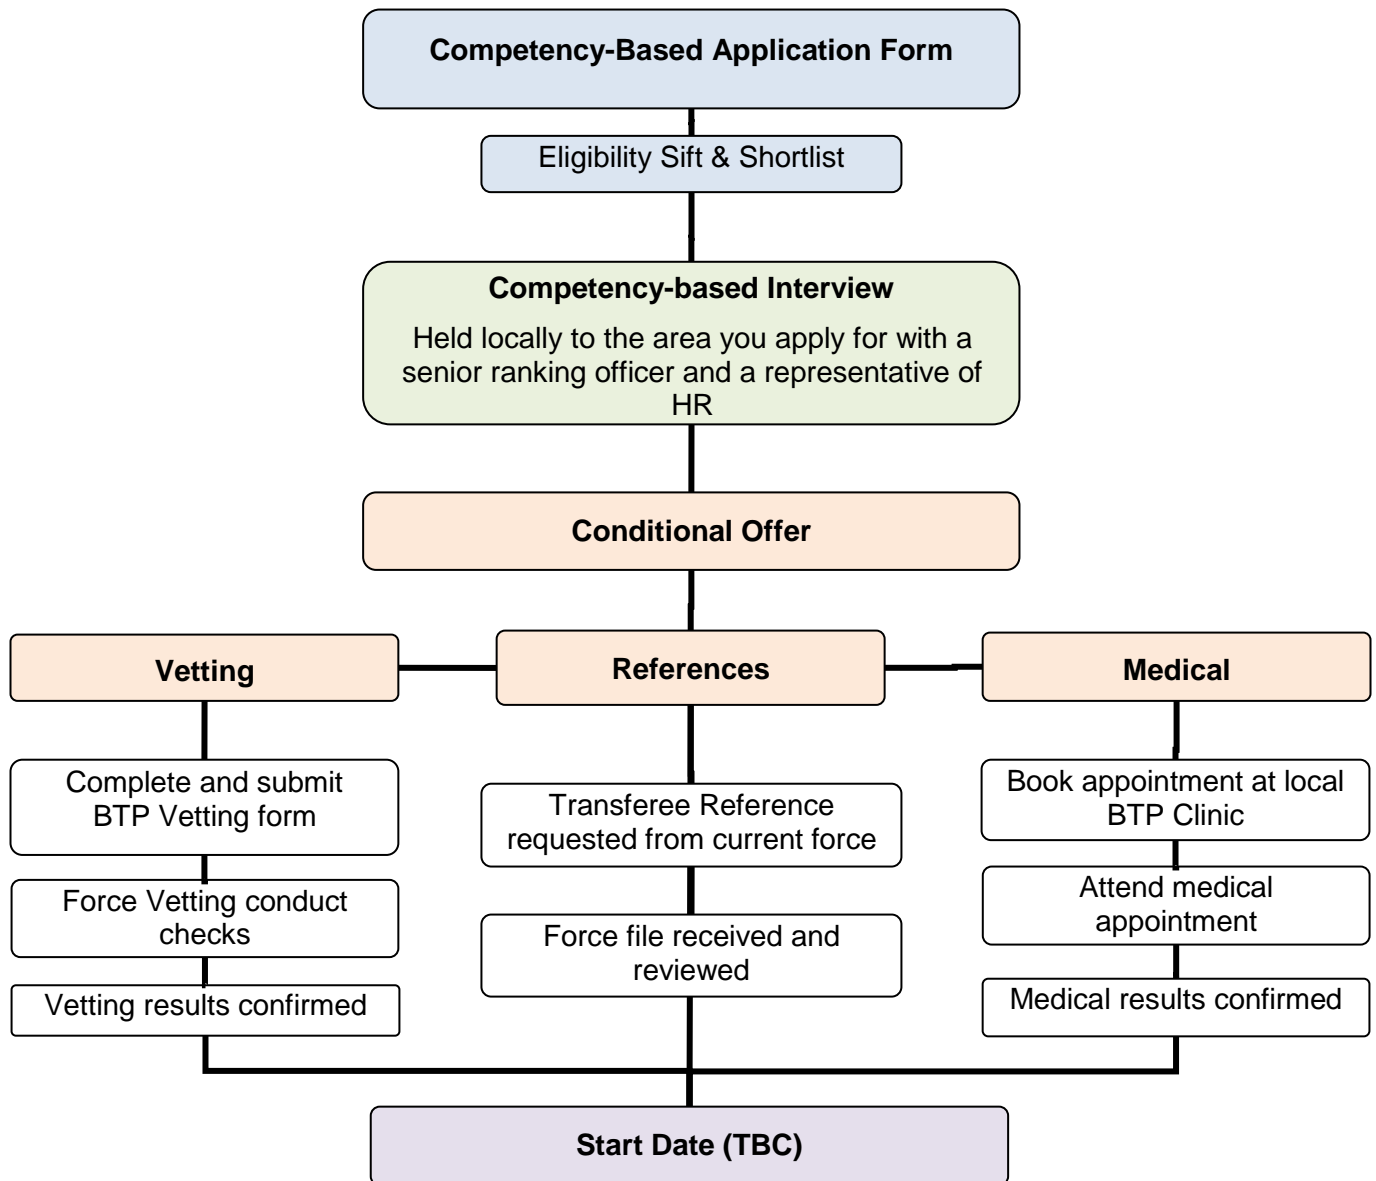 Competency-Based Application Form
Eligibility Sift & Shortlist
Competency-based Interview
Held locally to the area you apply for with a
senior ranking officer and a representative of
HR
Conditional Offer
Vetting
References
Medical
Complete and submit
BTP Vetting form
Force Vetting conduct
checks
Vetting results confirmed
Transferee Reference
requested from current force
Force file received and
reviewed
Book appointment at local
BTP Clinic
Attend medical
appointment
Medical results confirmed
Start Date (TBC)